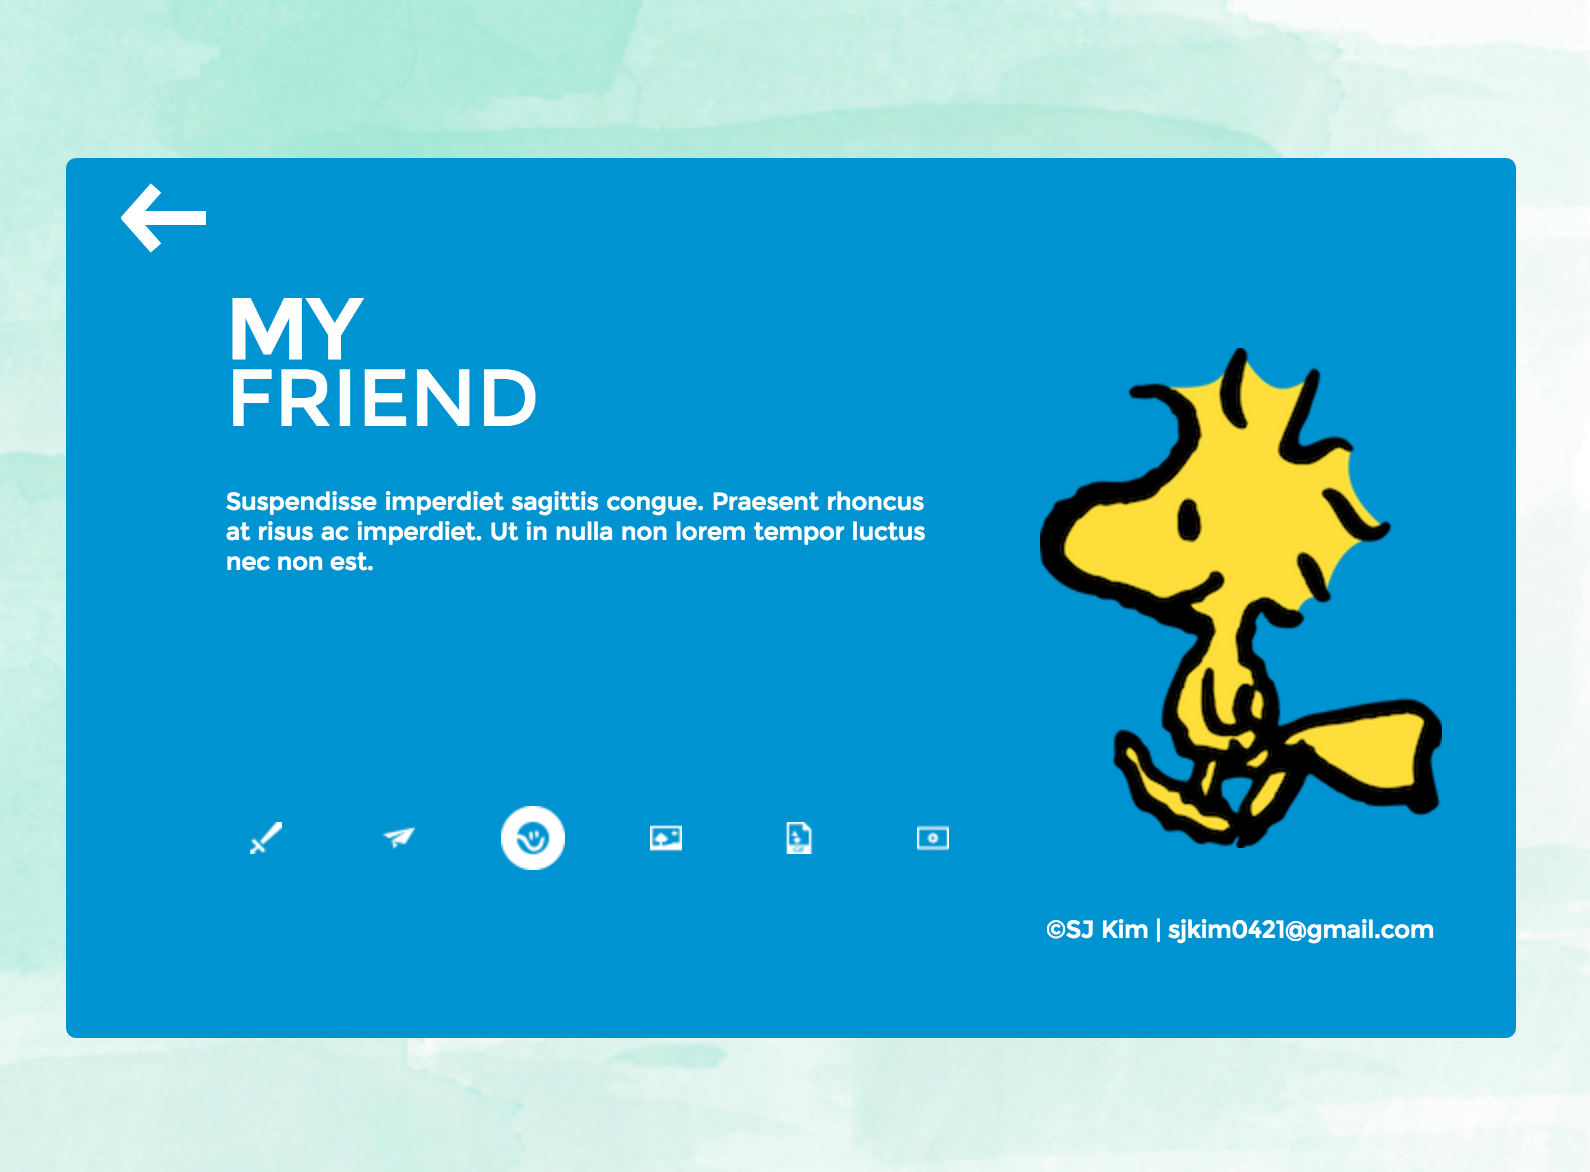 MY
FRIEND
Suspendisse imperdiet sagittis congue. Praesent rhoncus
at risus ac imperdiet. Ut in nulla non lorem tempor luctus
nec non est.
©SJ Kim | sjkim0421@gmail.com